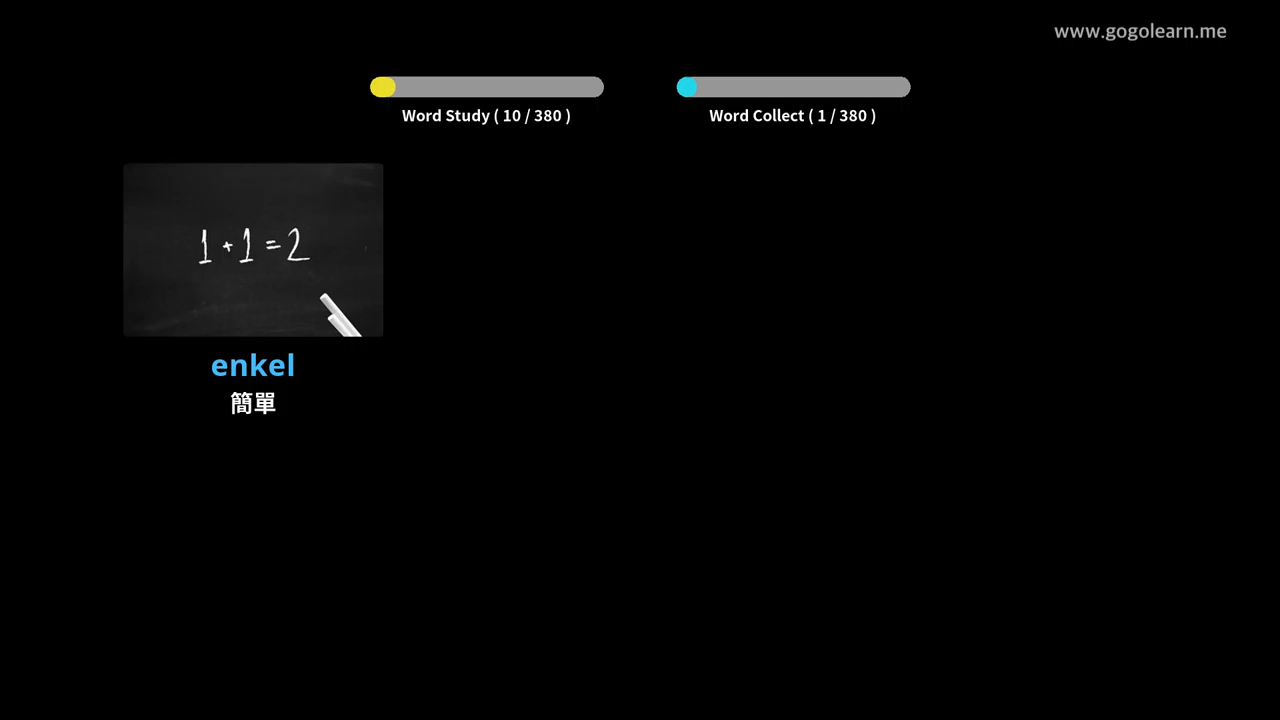 www.gogolearn.me
Word Study ( 10 / 380 )
Word Collect ( 1 / 380 )
1 + 1 = 2
enkel
簡單